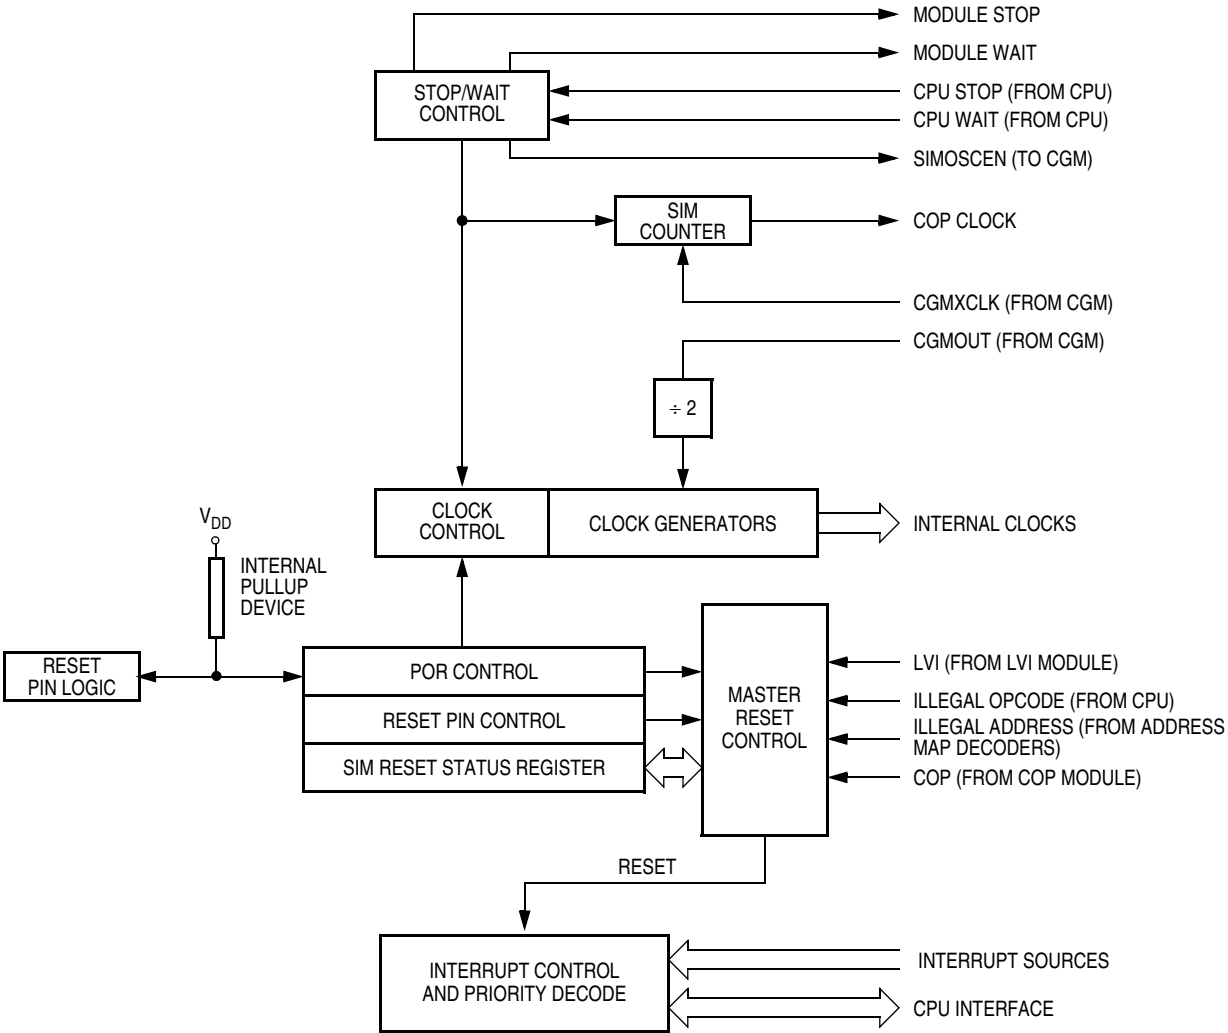 MODULE STOP
MODULE WAIT
STOP/WAIT
CONTROL
CPU STOP (FROM CPU)
CPU WAIT (FROM CPU)
SIMOSCEN (TO CGM)
SIM
COUNTER
COP CLOCK
CGMXCLK (FROM CGM)
CGMOUT (FROM CGM)
÷ 2
CLOCK
CONTROL
CLOCK GENERATORS
INTERNAL CLOCKS
VDD
INTERNAL
PULLUP
DEVICE
RESET
PIN LOGIC
POR CONTROL
RESET PIN CONTROL
SIM RESET STATUS REGISTER
MASTER
RESET
CONTROL
LVI (FROM LVI MODULE)
ILLEGAL OPCODE (FROM CPU)
ILLEGAL ADDRESS (FROM ADDRESS
MAP DECODERS)
COP (FROM COP MODULE)
RESET
INTERRUPT CONTROL
AND PRIORITY DECODE
INTERRUPT SOURCES
CPU INTERFACE